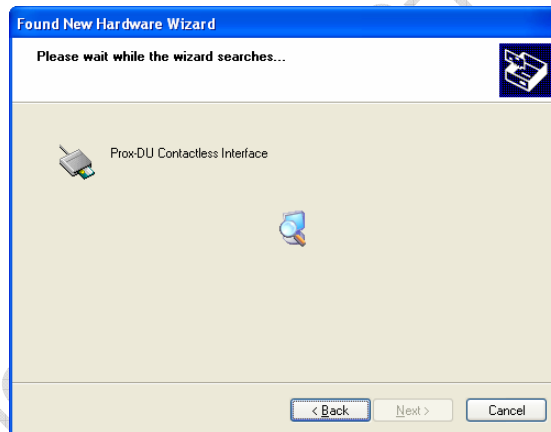 Found New Hardware Wizard
Please wait while the wizard searches...
Prox-DU Contactless Interface
< Back
Next >
Cancel